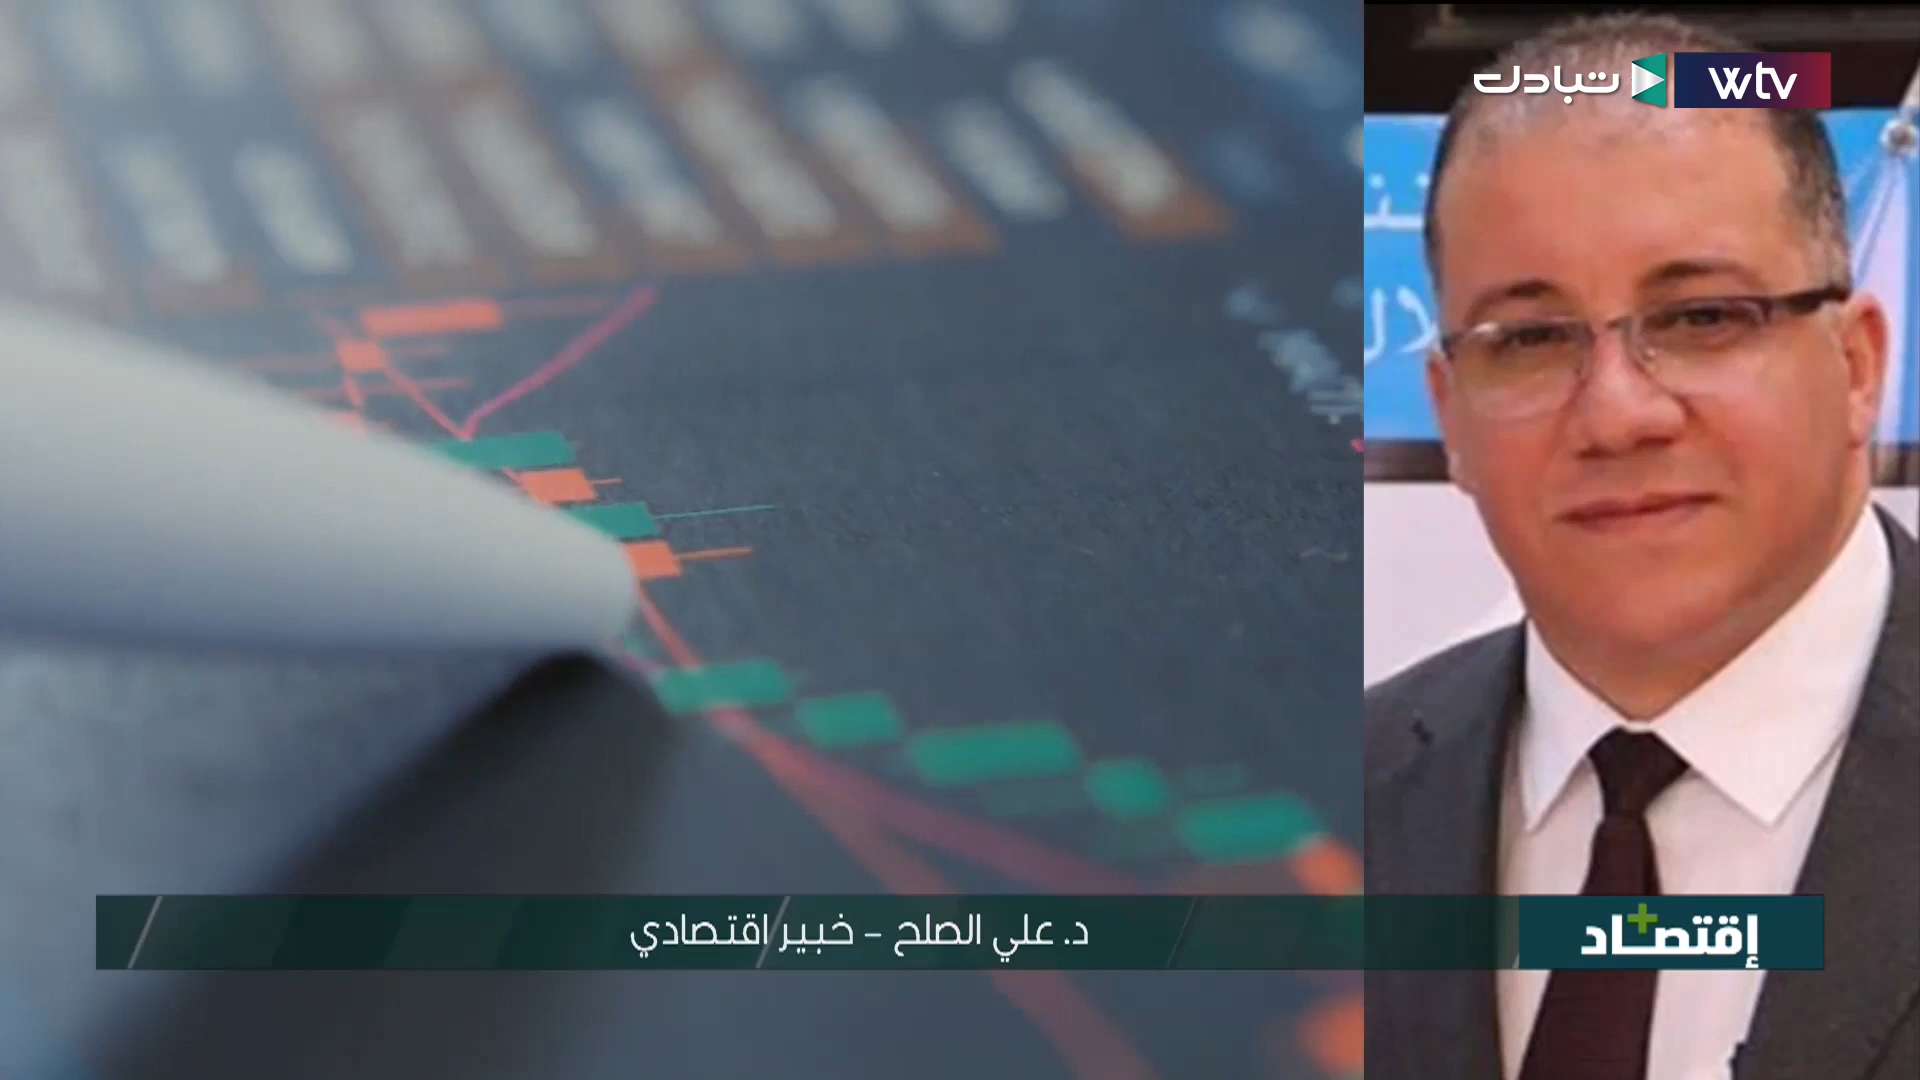 تبادل wtv
د. علي الصلح – خبير اقتصادي
إقتصاد+